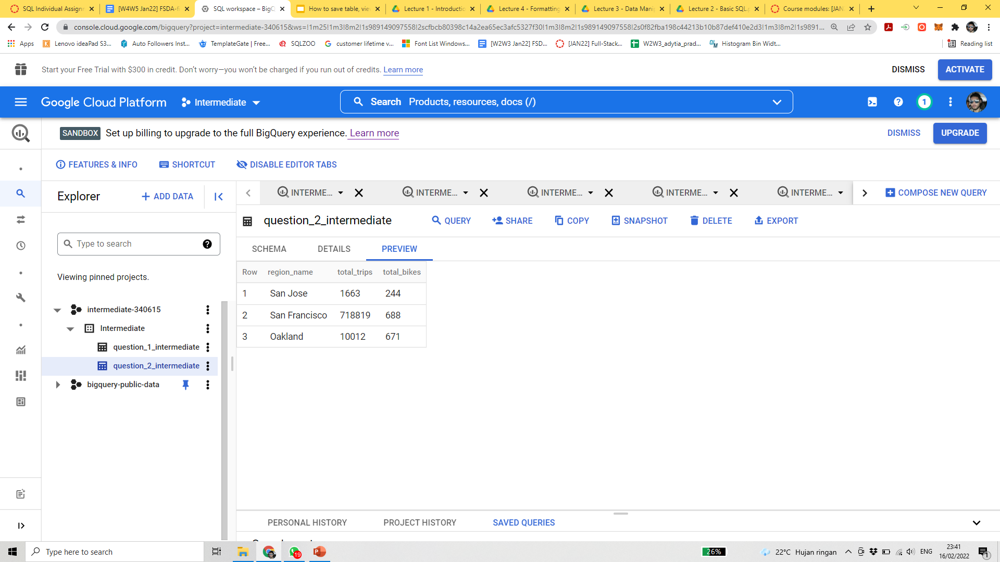 SQL Individual Assignm
[W4W5 Jan22] FSDA-fi
SQL workspace – BigQ
How to save table, vie
Lecture 1 - Introductio
Lecture 4 - Formatting
Lecture 3 - Data Mani
Lecture 2 - Basic SQL.p
Course modules: [JAN
console.cloud.google.com/bigquery?project=intermediate-340615&ws=!1m25!1m3!8m2!1s989149097558!2scfbcb80398c14a2ea65ec3afc5327f30!1m3!8m2!1s989149097558!2s0f82fba198c44213b10b87def410e2d3!1m3!8m2!1s9891...
Apps
Lenovo ideaPad S3...
Auto Followers Inst...
TemplateGate | Free...
SQLZOO
customer lifetime v...
Font List Windows...
[W2W3 Jan22] FSD...
[JAN22] Full-Stack...
W2W3_adytia_prad...
Histogram Bin Widt...
Reading list
Start your Free Trial with $300 in credit. Don't worry—you won't be charged if you run out of credits. Learn more
DISMISS
ACTIVATE
Google Cloud Platform
Intermediate
Search Products, resources, docs (/)
1
SANDBOX Set up billing to upgrade to the full BigQuery experience. Learn more
DISMISS
UPGRADE
FEATURES & INFO
SHORTCUT
DISABLE EDITOR TABS
Explorer
+ ADD DATA
INTERME...
INTERME...
INTERME...
INTERME...
INTERME...
COMPOSE NEW QUERY
question_2_intermediate
QUERY
SHARE
COPY
SNAPSHOT
DELETE
EXPORT
Type to search
SCHEMA
DETAILS
PREVIEW
Viewing pinned projects.
intermediate-340615
Intermediate
question_1_intermediate
question_2_intermediate
bigquery-public-data
Row region_name total_trips total_bikes
1 San Jose 1663 244
2 San Francisco 718819 688
3 Oakland 10012 671
PERSONAL HISTORY
PROJECT HISTORY
SAVED QUERIES
Type here to search
19
26%
22°C Hujan ringan
ENG
23:41
16/02/2022
1